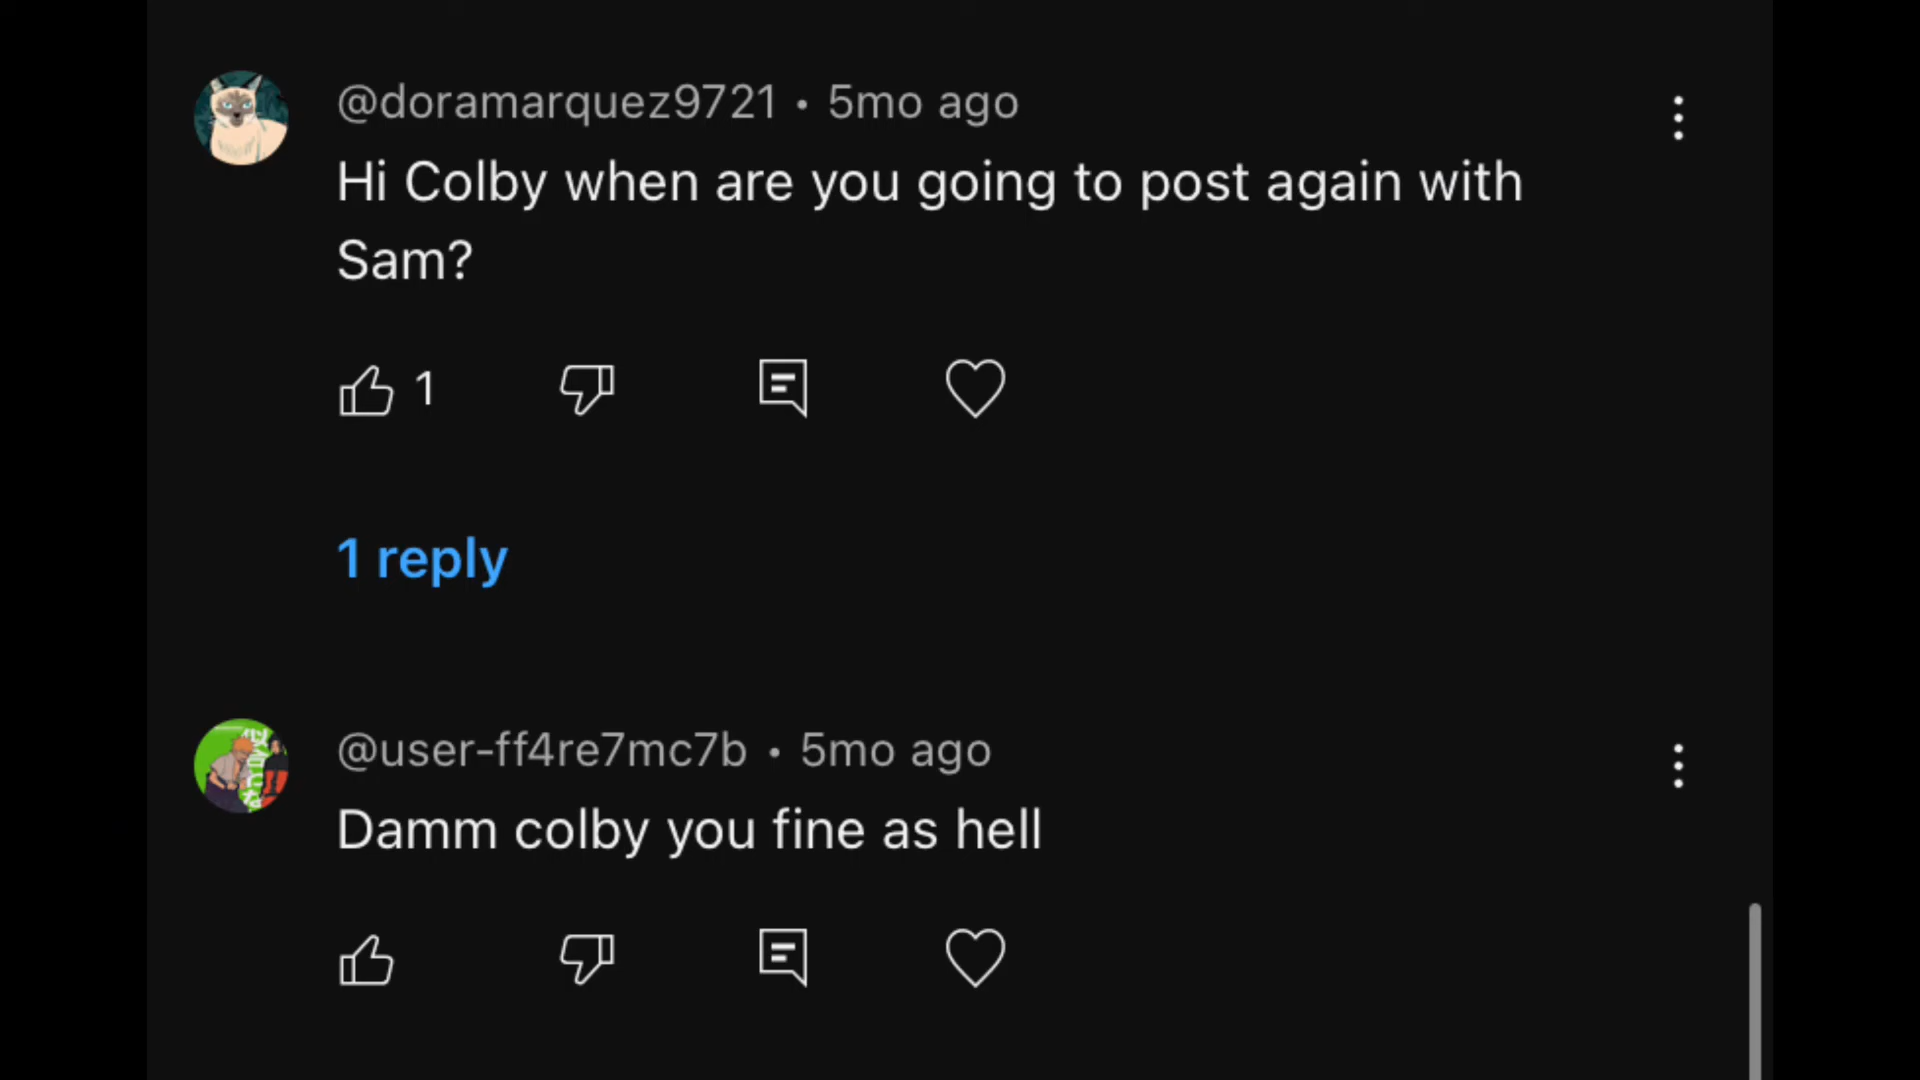 @doramarquez9721 • 5mo ago
Hi Colby when are you going to post again with
Sam?
1
1 reply
@user-ff4re7mc7b • 5mo ago
Damm colby you fine as hell